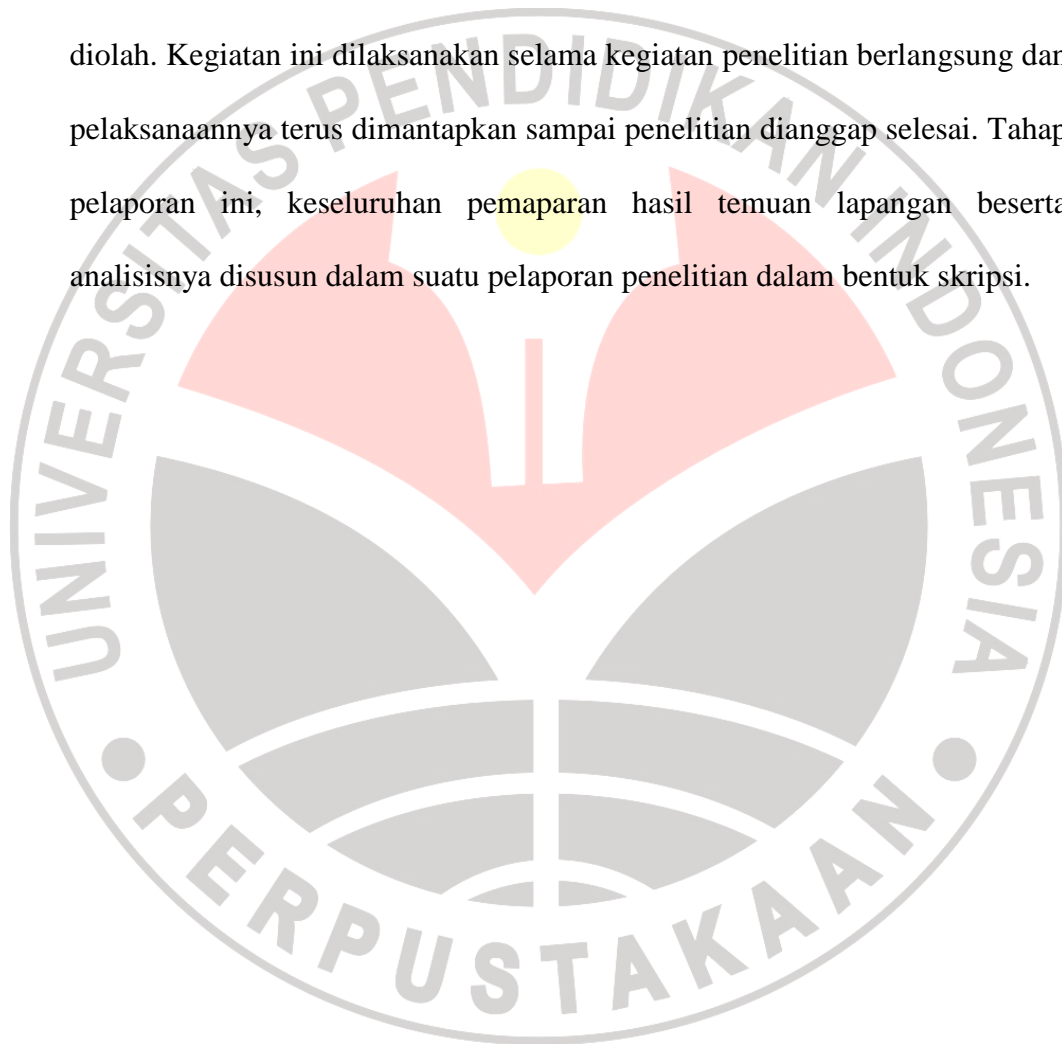 diolah. Kegiatan ini dilaksanakan selama kegiatan penelitian berlangsung dan
pelaksanaannya terus dimantapkan sampai penelitian dianggap selesai. Tahap
pelaporan ini, keseluruhan pemaparan hasil temuan lapangan beserta
analisisnya disusun dalam suatu pelaporan penelitian dalam bentuk skripsi.
UNIVERSITAS PENDIDIKAN INDONESIA
PERPUSTAKAAN